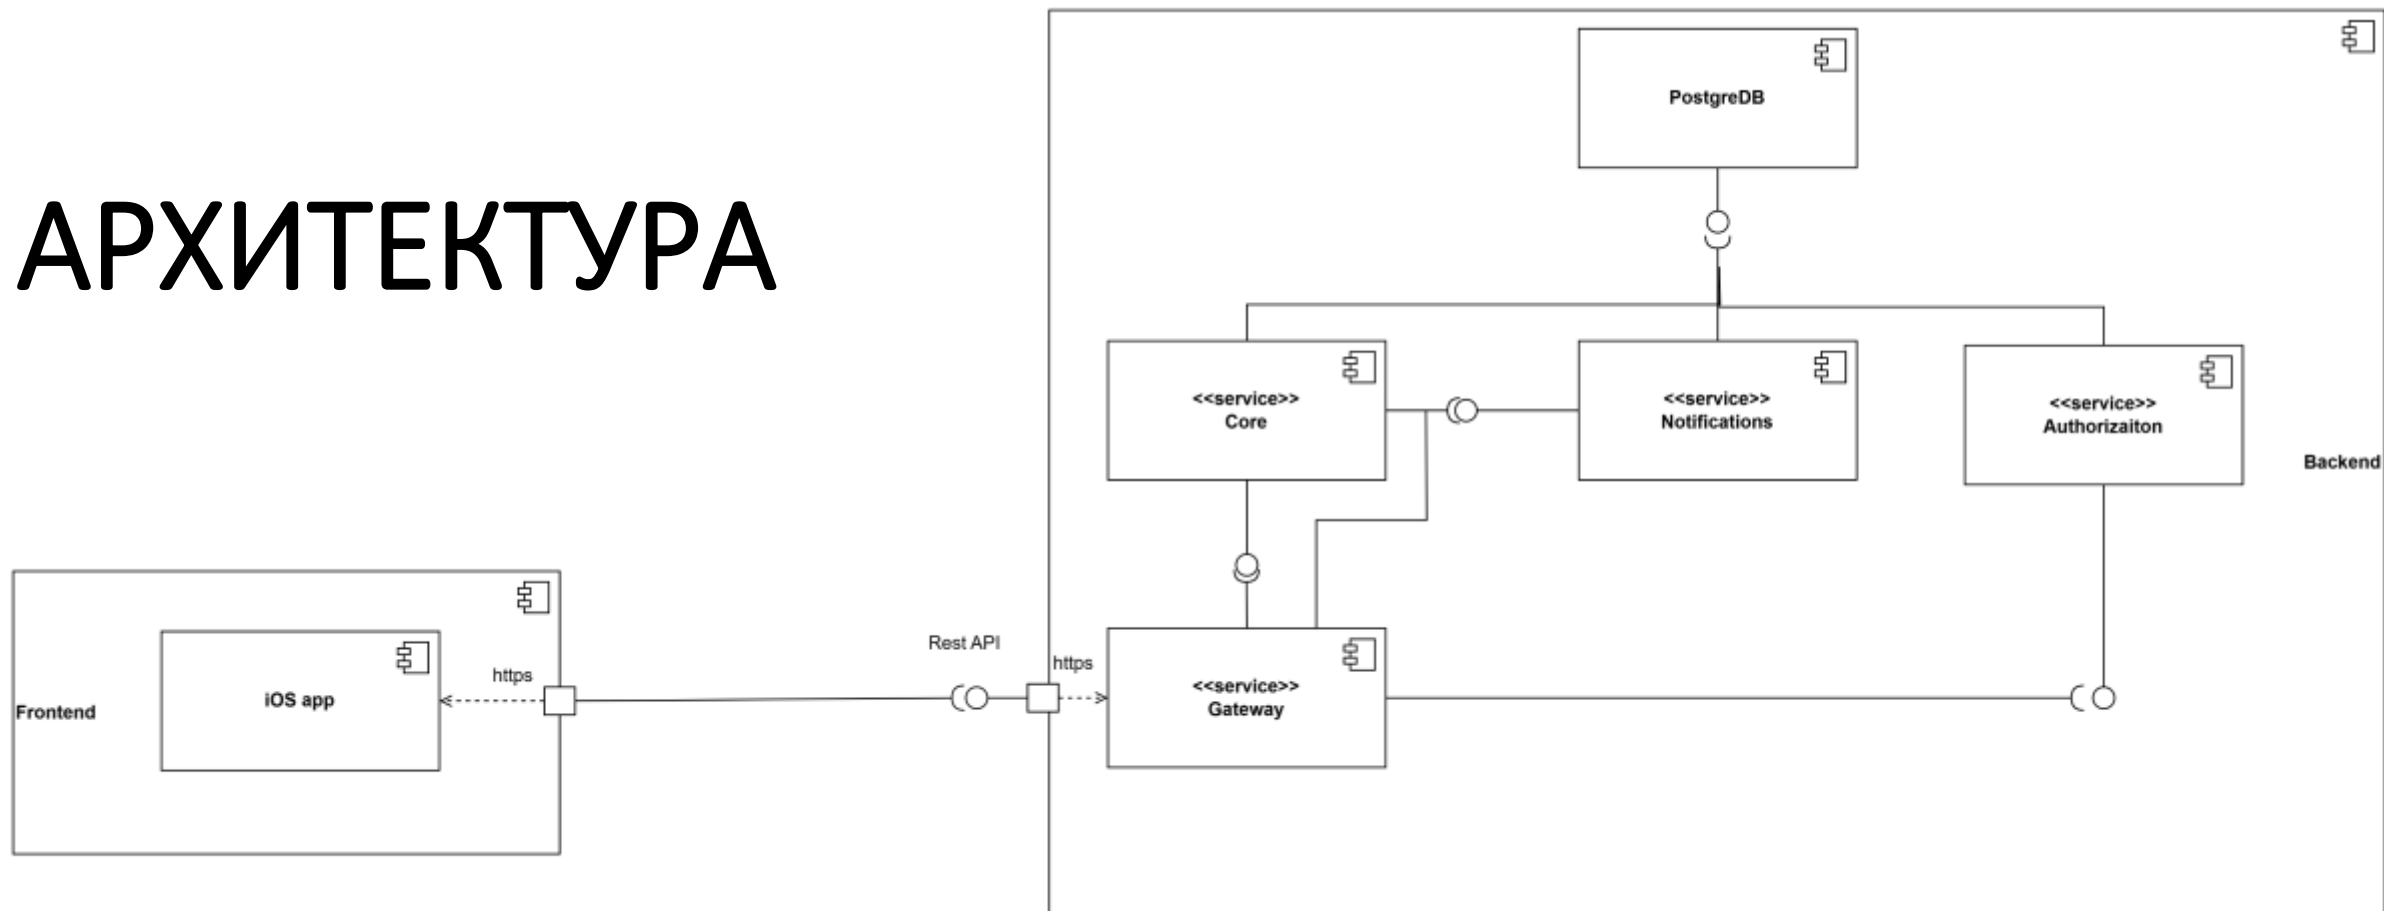 АРХИТЕКТУРА
PostgreDB
<<service>>
Core
<<service>>
Notifications
<<service>>
Authorizaiton
Backend
Rest API
https
https
iOS app
Frontend
<<service>>
Gateway